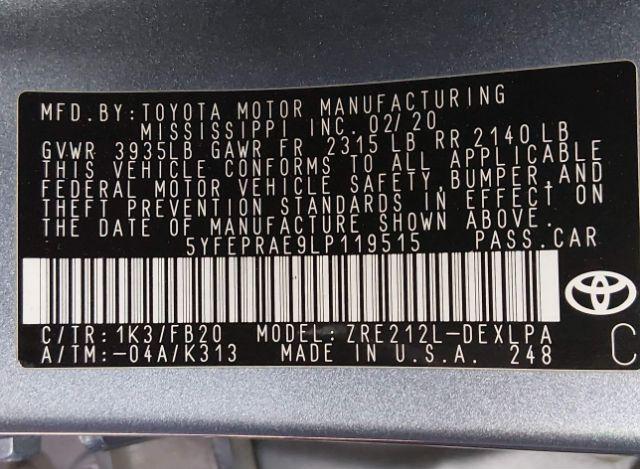 MFD.BY:TOYOTA MOTOR MANUFACTURING
MISSISSIPPI INC. 02/20
GVWR 3935LB GAWR FR 2315 LB RR 2140 LB
THIS VEHICLE CONFORMS TO ALL APPLICABLE
FEDERAL MOTOR VEHICLE SAFETY,BUMPER,AND
THEFT PREVENTION STANDARDS IN EFFECT ON
THE DATE OF MANUFACTURE SHOWN ABOVE.
5YFEPRAE9LP119515 PASS.CAR
C/TR:1K3/FB20 MODEL:ZRE212L-DEXLPA
A/TM:-04A/K313 MADE IN U.S.A. 248
C